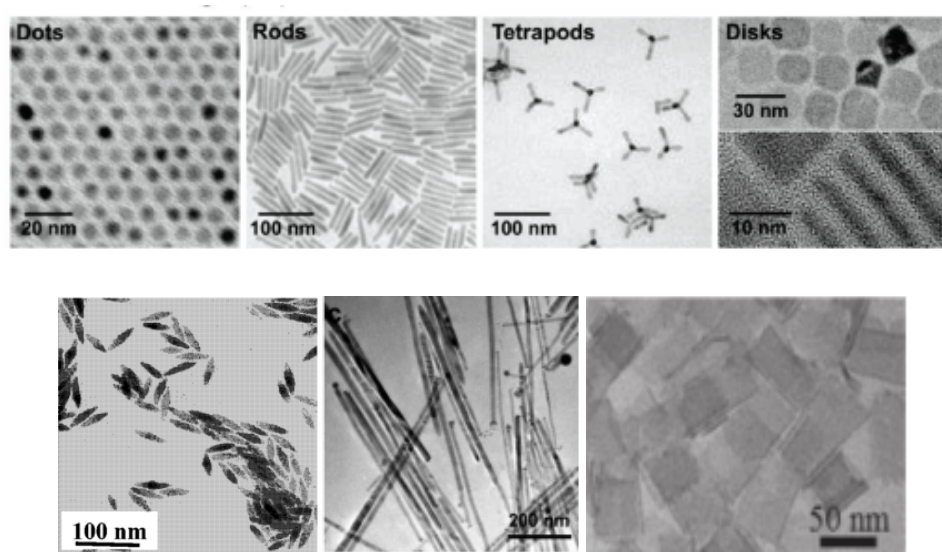 Dots
Rods
Tetrapods
Disks
20 nm
100 nm
100 nm
30 nm
10 nm
c
100 nm
200 nm
50 nm